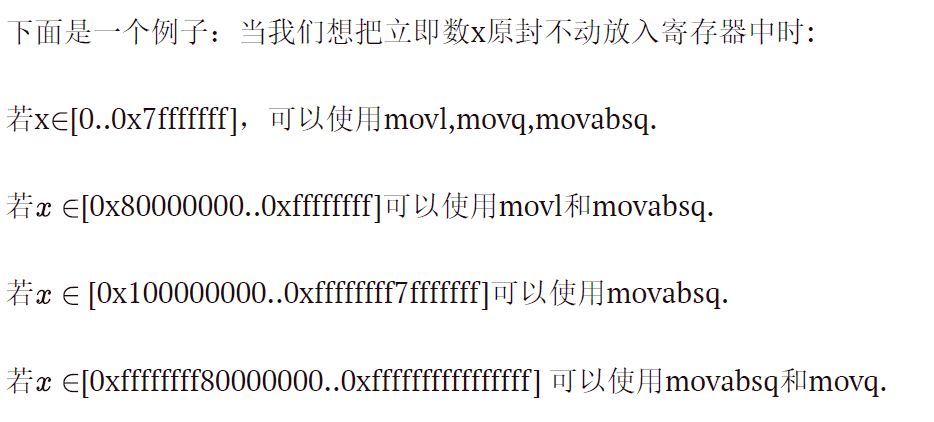 下面是一个例子：当我们想把立即数x原封不动放入寄存器中时:
若x∈[0..0x7fffffff]，可以使用movl,movq,movabsq.
若x ∈[0x80000000..0xffffffff]可以使用movl和movabsq.
若x ∈ [0x100000000..0xffffffff7fffffff]可以使用movabsq.
若x ∈[0xffffffff80000000..0xffffffffffffffff] 可以使用movabsq和movq.